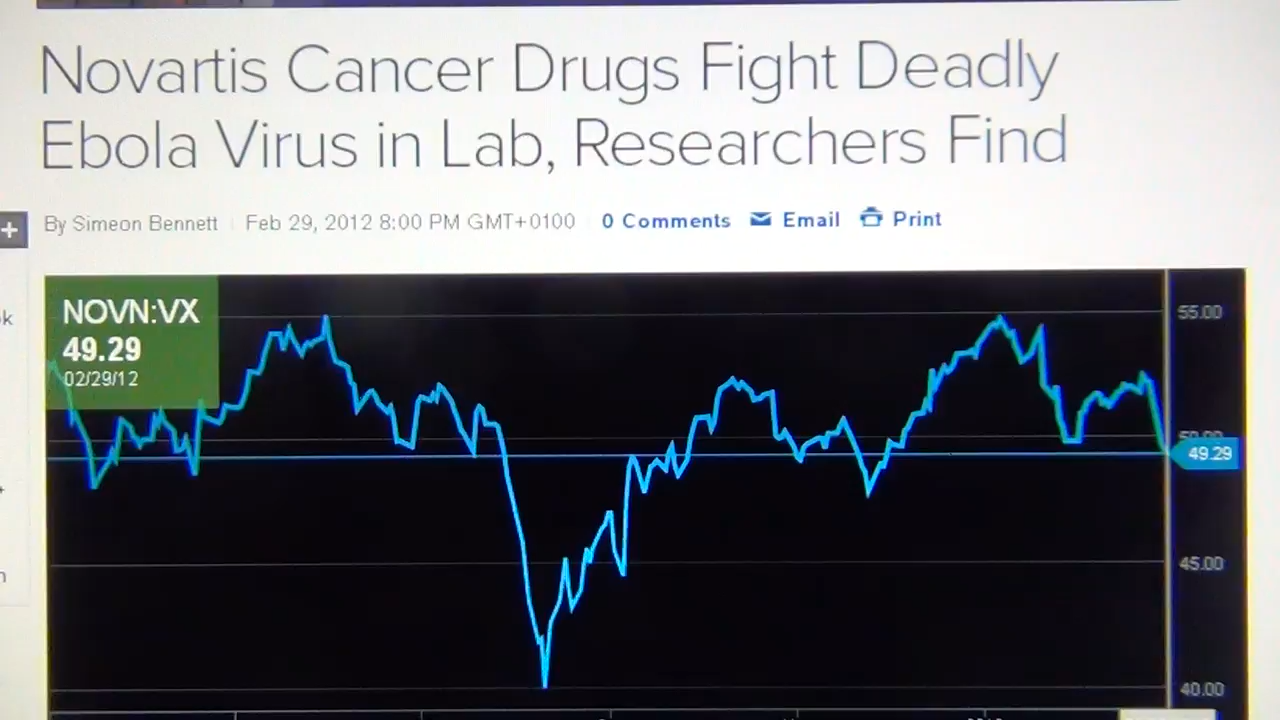 Novartis Cancer Drugs Fight Deadly
Ebola Virus in Lab, Researchers Find
+
By Simeon Bennett Feb 29, 2012 8:00 PM GMT+0100 0 Comments Email Print
NOVN:VX
49.29
02/29/12
55.00
50.00
49.29
45.00
40.00